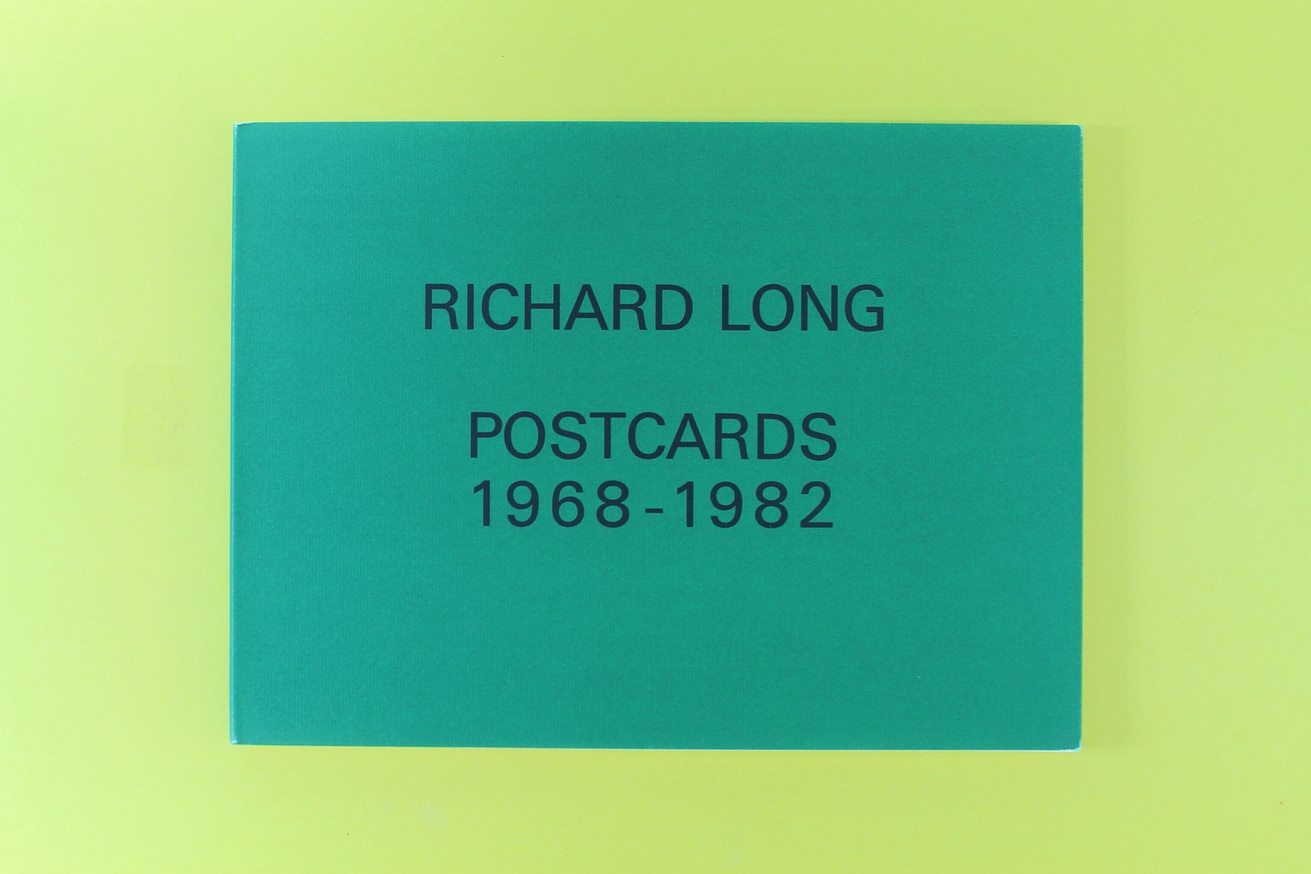 RICHARD LONG
POSTCARDS
1968-1982